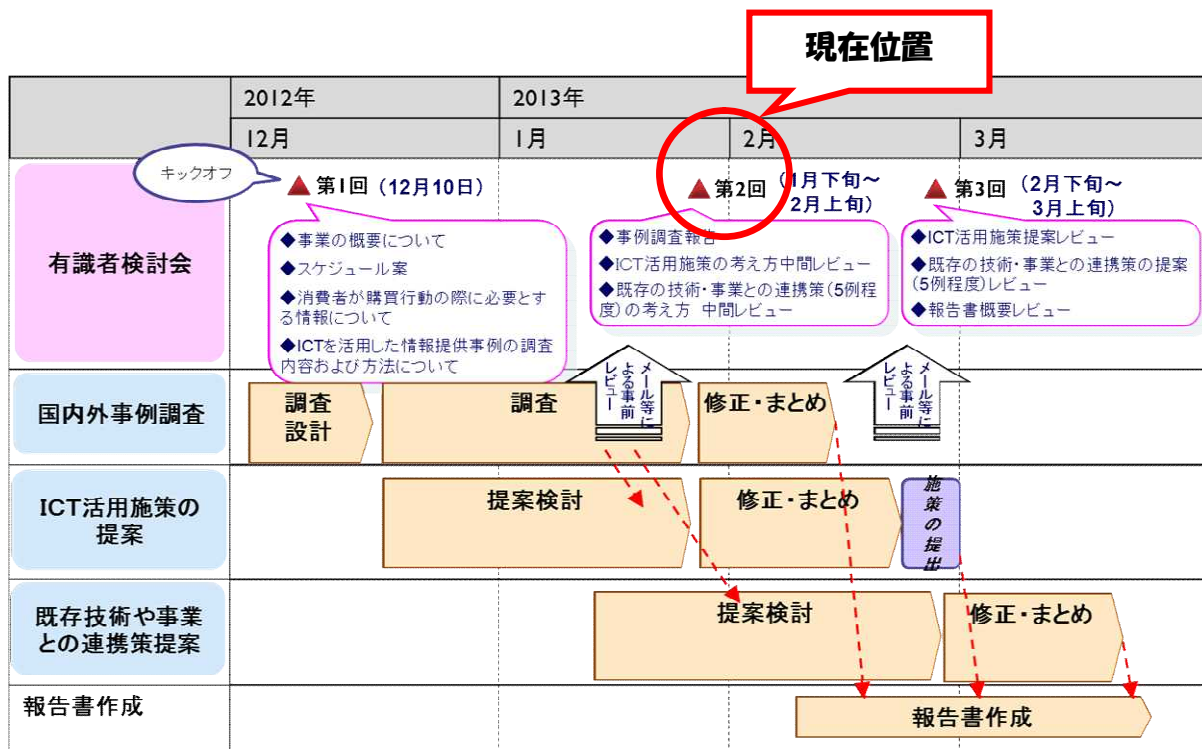 現在位置
2012年
2013年
12月
1月
2月
3月
キックオフ
有識者検討会
第1回 (12月10日)
◆事業の概要について
◆スケジュール案
◆消費者が購買行動の際に必要とす
る情報について
◆ICTを活用した情報提供事例の調査
内容および方法について
第2回 (1月下旬～
2月上旬)
◆事例調査報告
◆ICT活用施策の考え方中間レビュー
◆既存の技術・事業との連携策(5例程
度)の考え方 中間レビュー
第3回 (2月下旬～
3月上旬)
◆ICT活用施策提案レビュー
◆既存の技術・事業との連携策の提案
(5例程度)レビュー
◆報告書概要レビュー
国内外事例調査
調査
設計
調査
メール等に
よる事前
レビュー
修正・まとめ
メール等に
よる事前
レビュー
ICT活用施策の
提案
提案検討
修正・まとめ
施策の提出
既存技術や事業
との連携策提案
提案検討
修正・まとめ
報告書作成
報告書作成